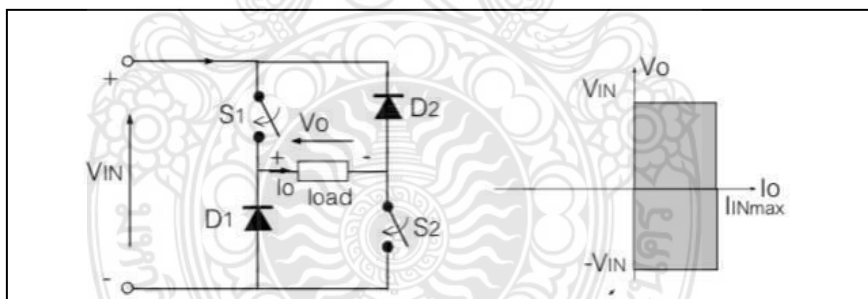 +
S1
Vo
D2
VIN
+
-
Io
load
D1
S2
-
Vo
VIN
Io
IINmax
-VIN